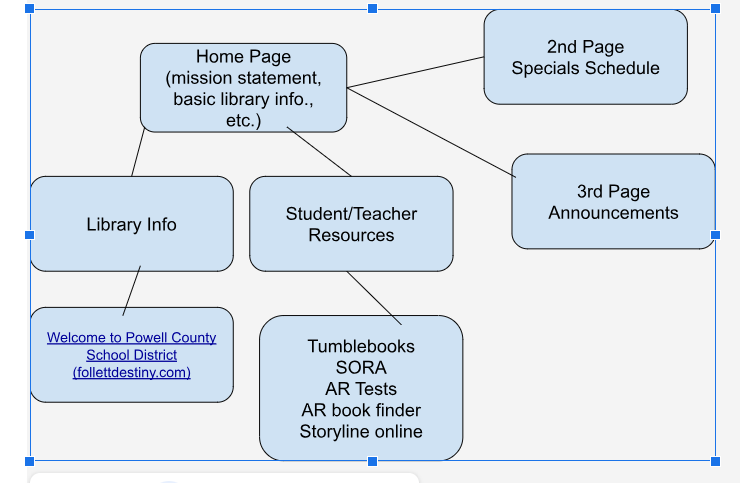 Home Page
(mission statement,
basic library info.,
etc.)
2nd Page
Specials Schedule
3rd Page
Announcements
Library Info
Student/Teacher
Resources
Welcome to Powell County
School District
(follettdestiny.com)
Tumblebooks
SORA
AR Tests
AR book finder
Storyline online